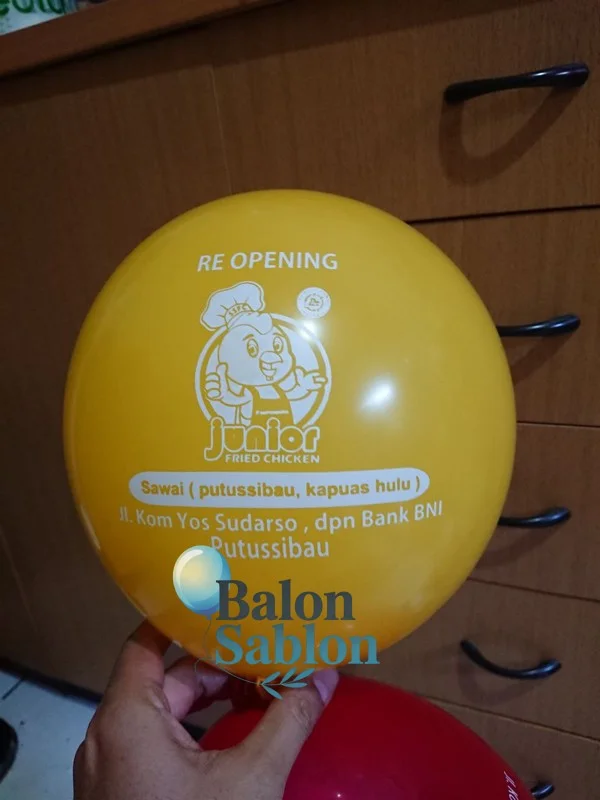 RE OPENING
junior
FRIED CHICKEN
Sawai ( putussibau, kapuas hulu )
Jl. Kom Yos Sudarso , dpn Bank BNI
Putussibau
Balon
Sablon